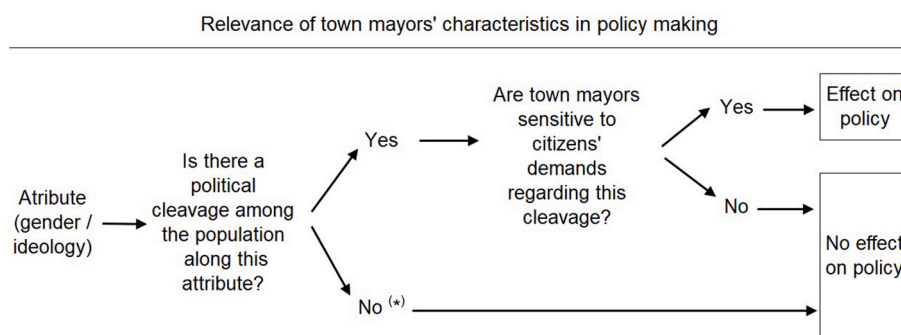 Relevance of town mayors' characteristics in policy making
Atribute
(gender /
ideology)
Is there a
political
cleavage among
the population
along this
attribute?
Yes
No (*)
Are town mayors
sensitive to
citizens'
demands
regarding this
cleavage?
Yes
No
Effect on
policy
No effect
on policy